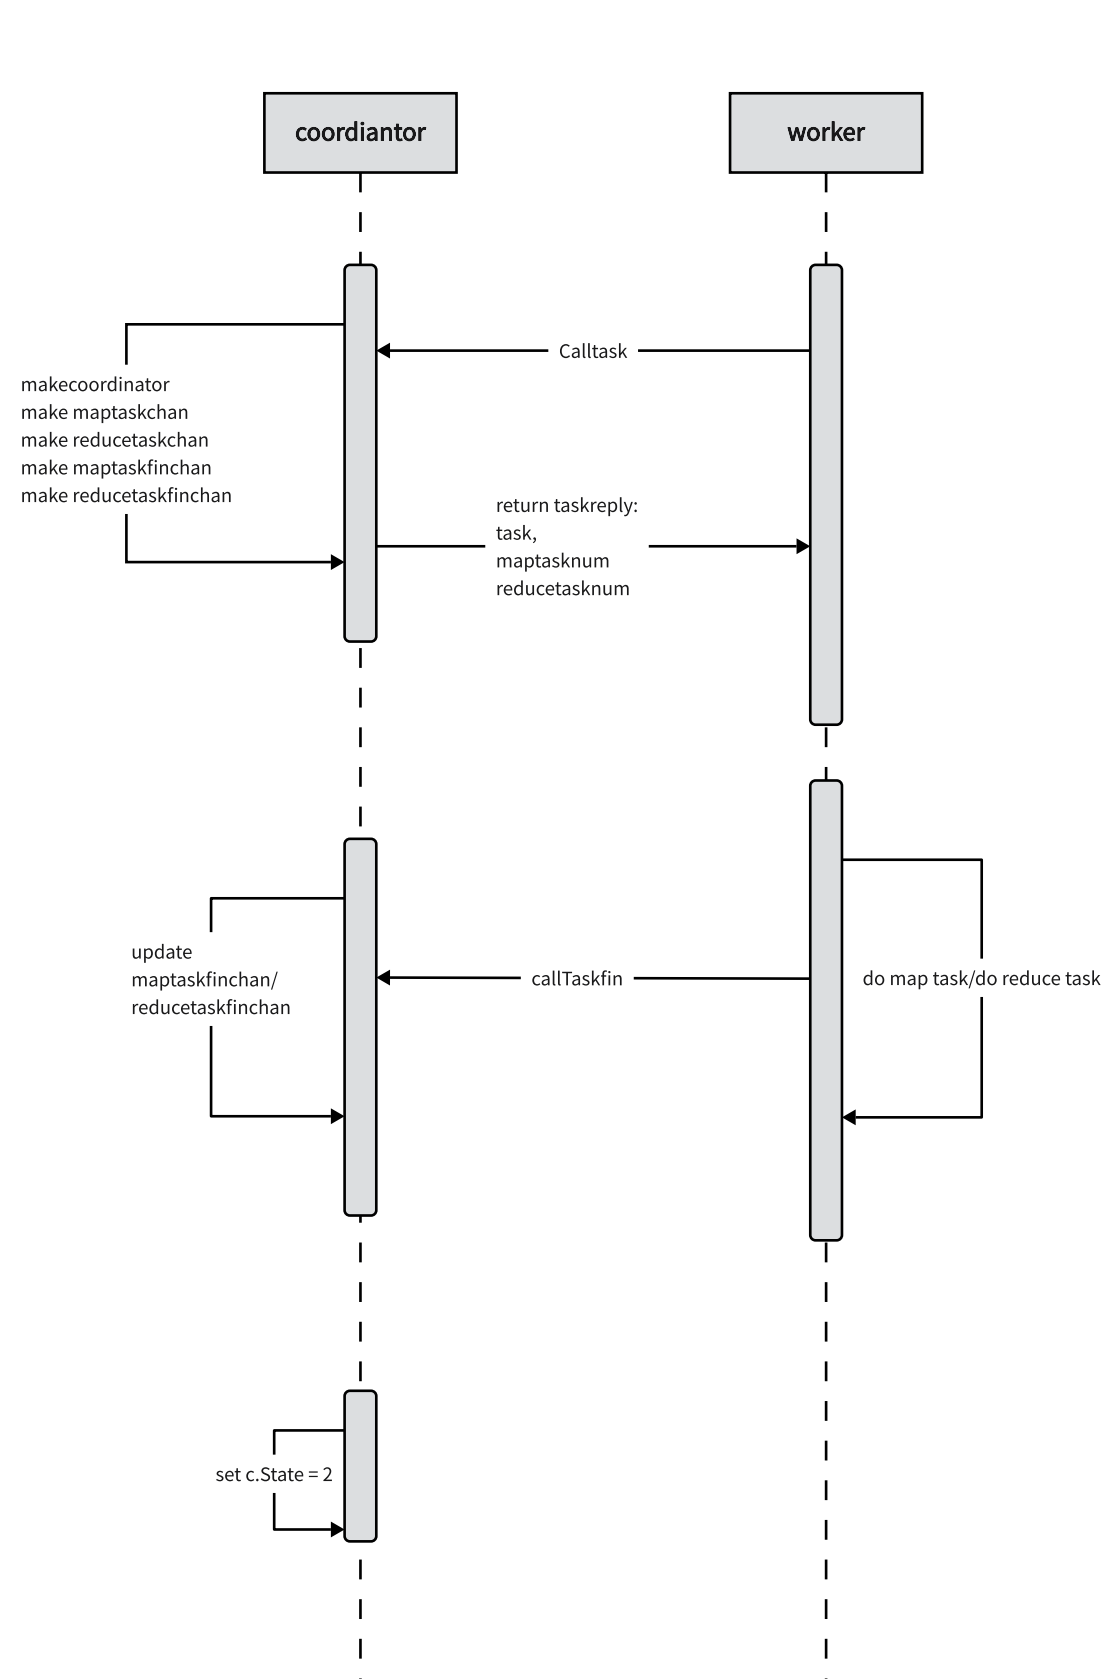 coordiantor
worker
Calltask
makecoordinator
make maptaskchan
make reducetaskchan
make maptaskfinchan
make reducetaskfinchan
return taskreply:
task,
maptasknum
reducetasknum
update
maptaskfinchan/
reducetaskfinchan
callTaskfin
do map task/do reduce task
set c.State = 2